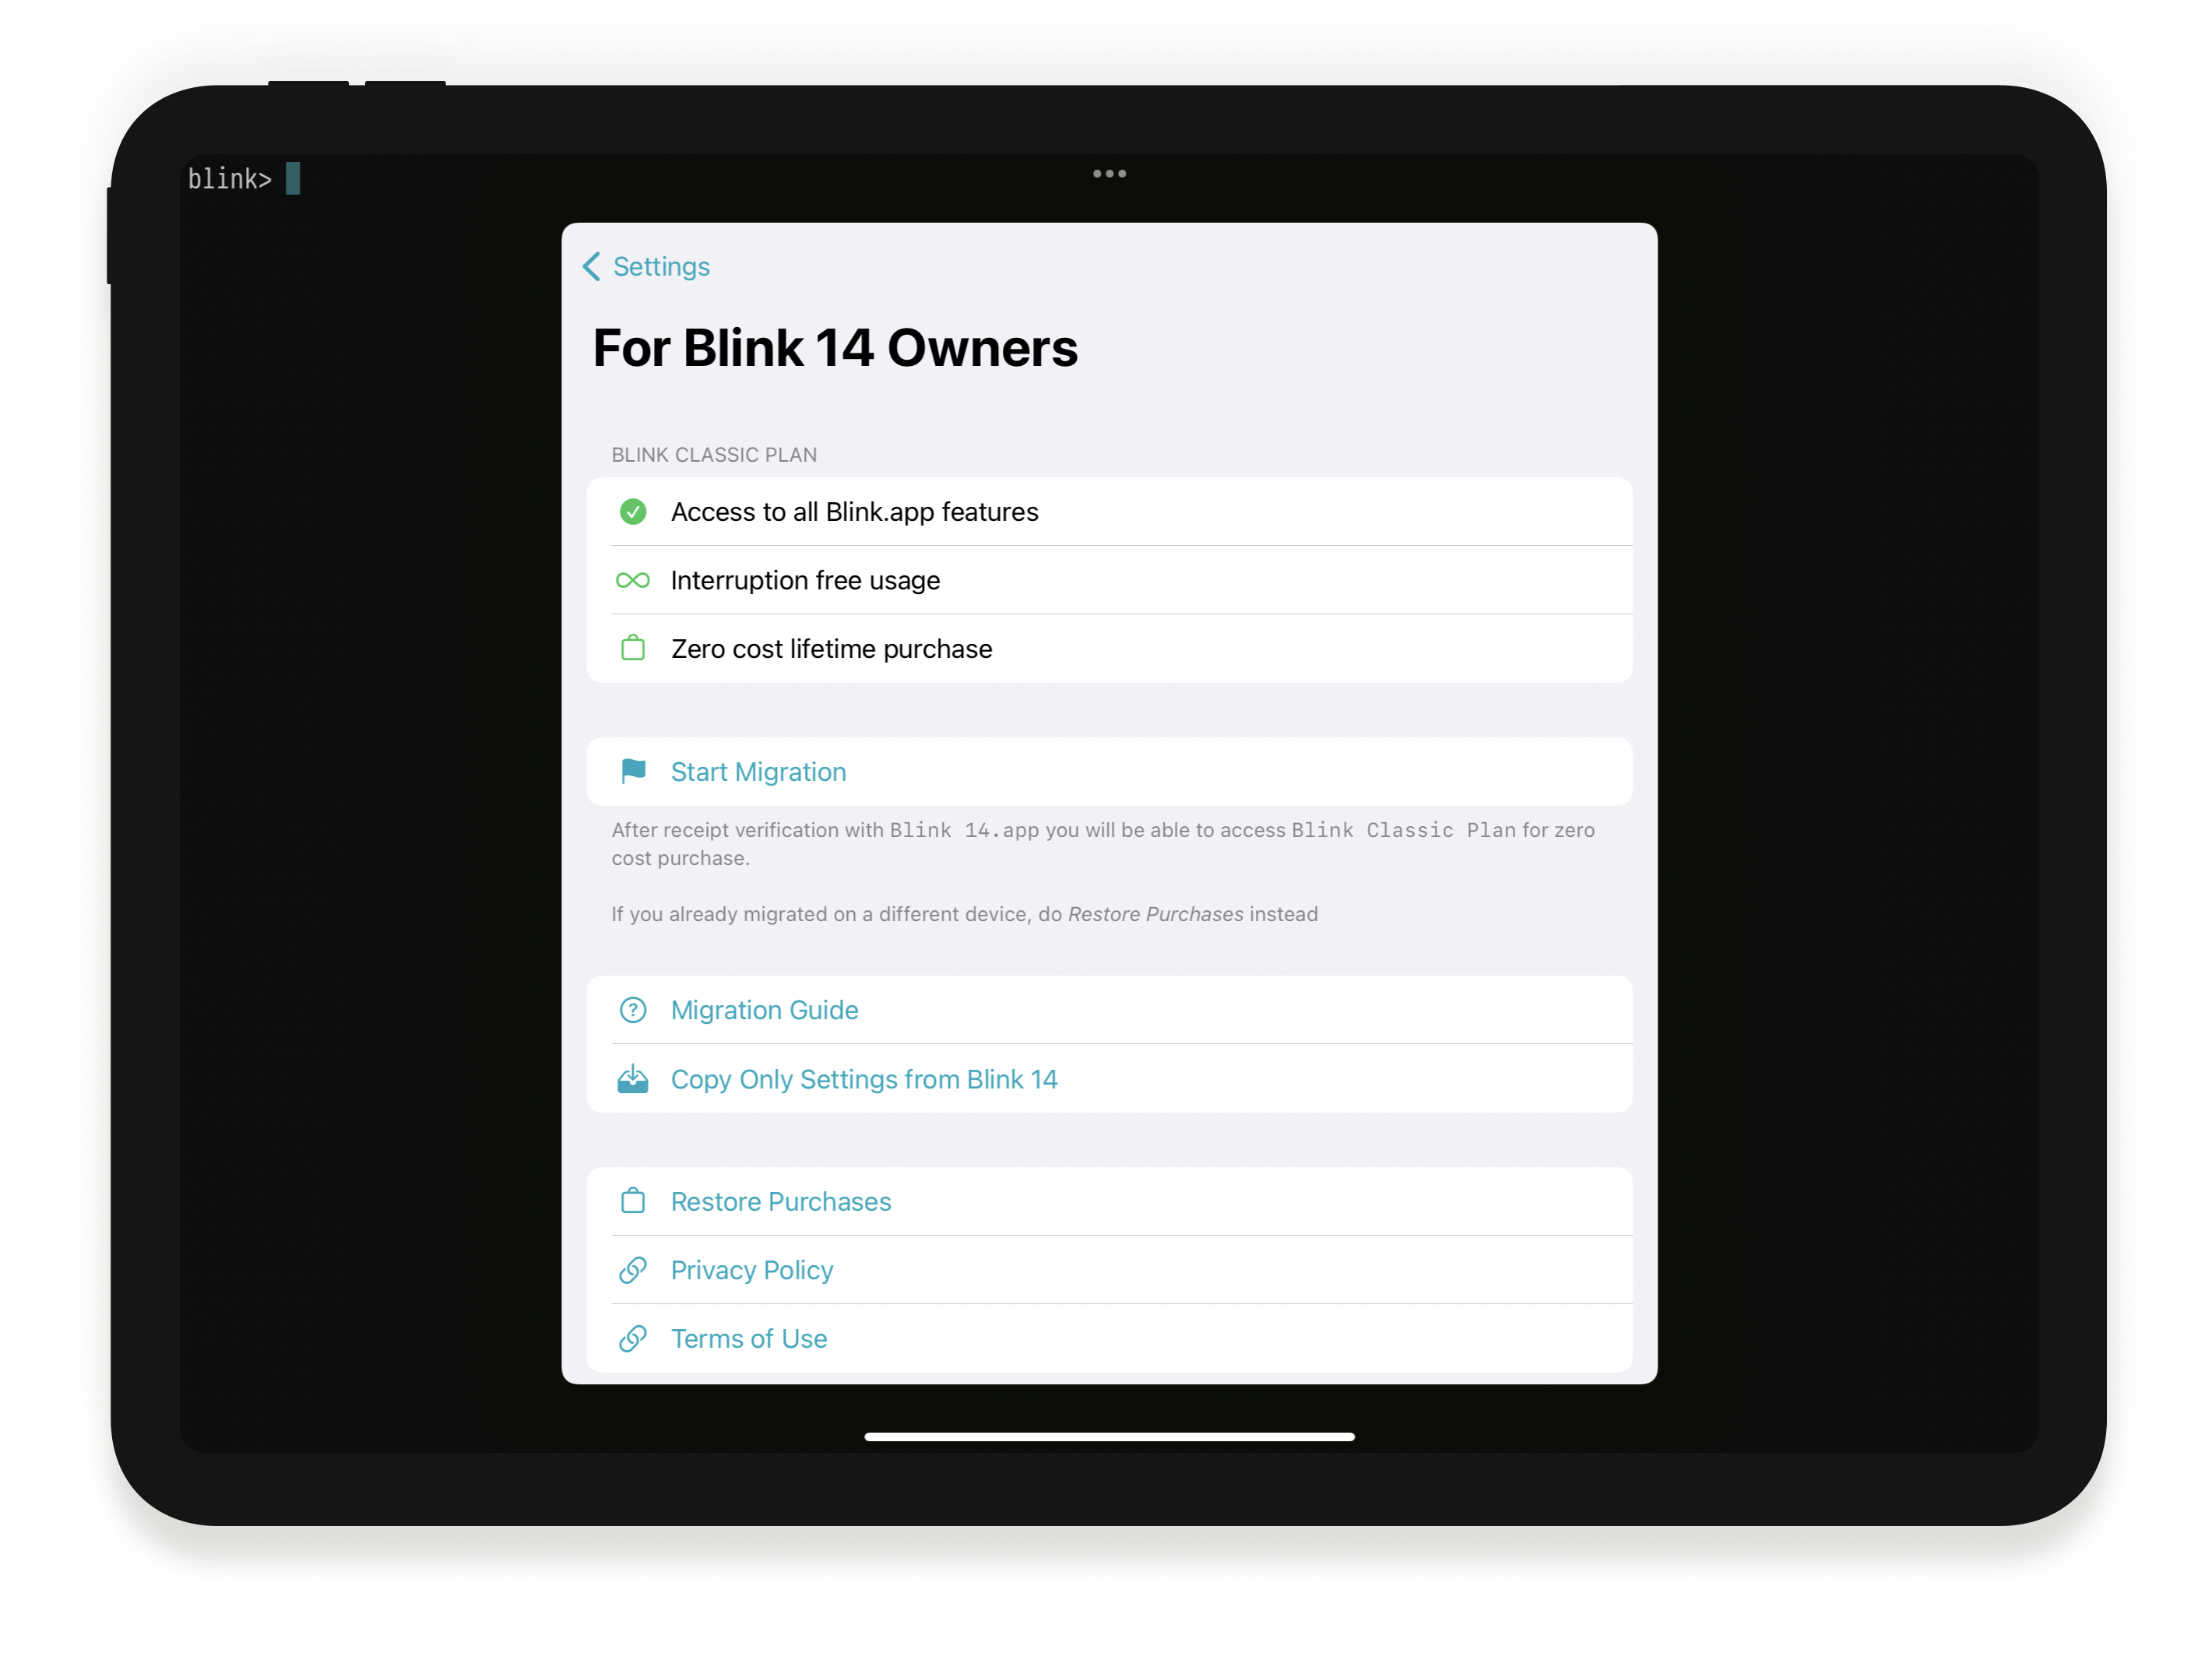 blink>
Settings
For Blink 14 Owners
BLINK CLASSIC PLAN
Access to all Blink.app features
Interruption free usage
Zero cost lifetime purchase
Start Migration
After receipt verification with Blink 14.app you will be able to access Blink Classic Plan for zero
cost purchase.
If you already migrated on a different device, do Restore Purchases instead
Migration Guide
Copy Only Settings from Blink 14
Restore Purchases
Privacy Policy
Terms of Use